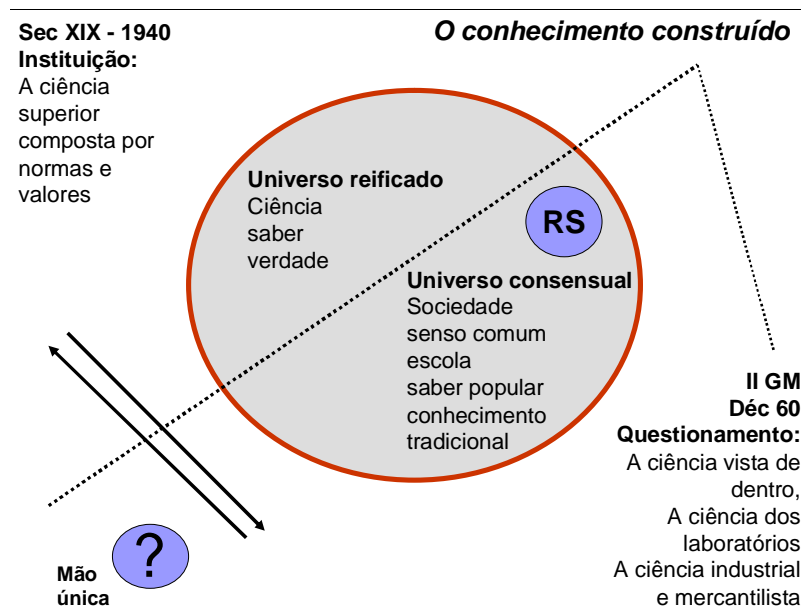 Sec XIX - 1940
Instituição:
A ciência
superior
composta por
normas e
valores
O conhecimento construído
Universo reificado
Ciência
saber
verdade
RS
Universo consensual
Sociedade
senso comum
escola
saber popular
conhecimento
tradicional
II GM
Déc 60
Questionamento:
A ciência vista de
dentro,
A ciência dos
laboratórios
A ciência industrial
e mercantilista
?
Mão
única